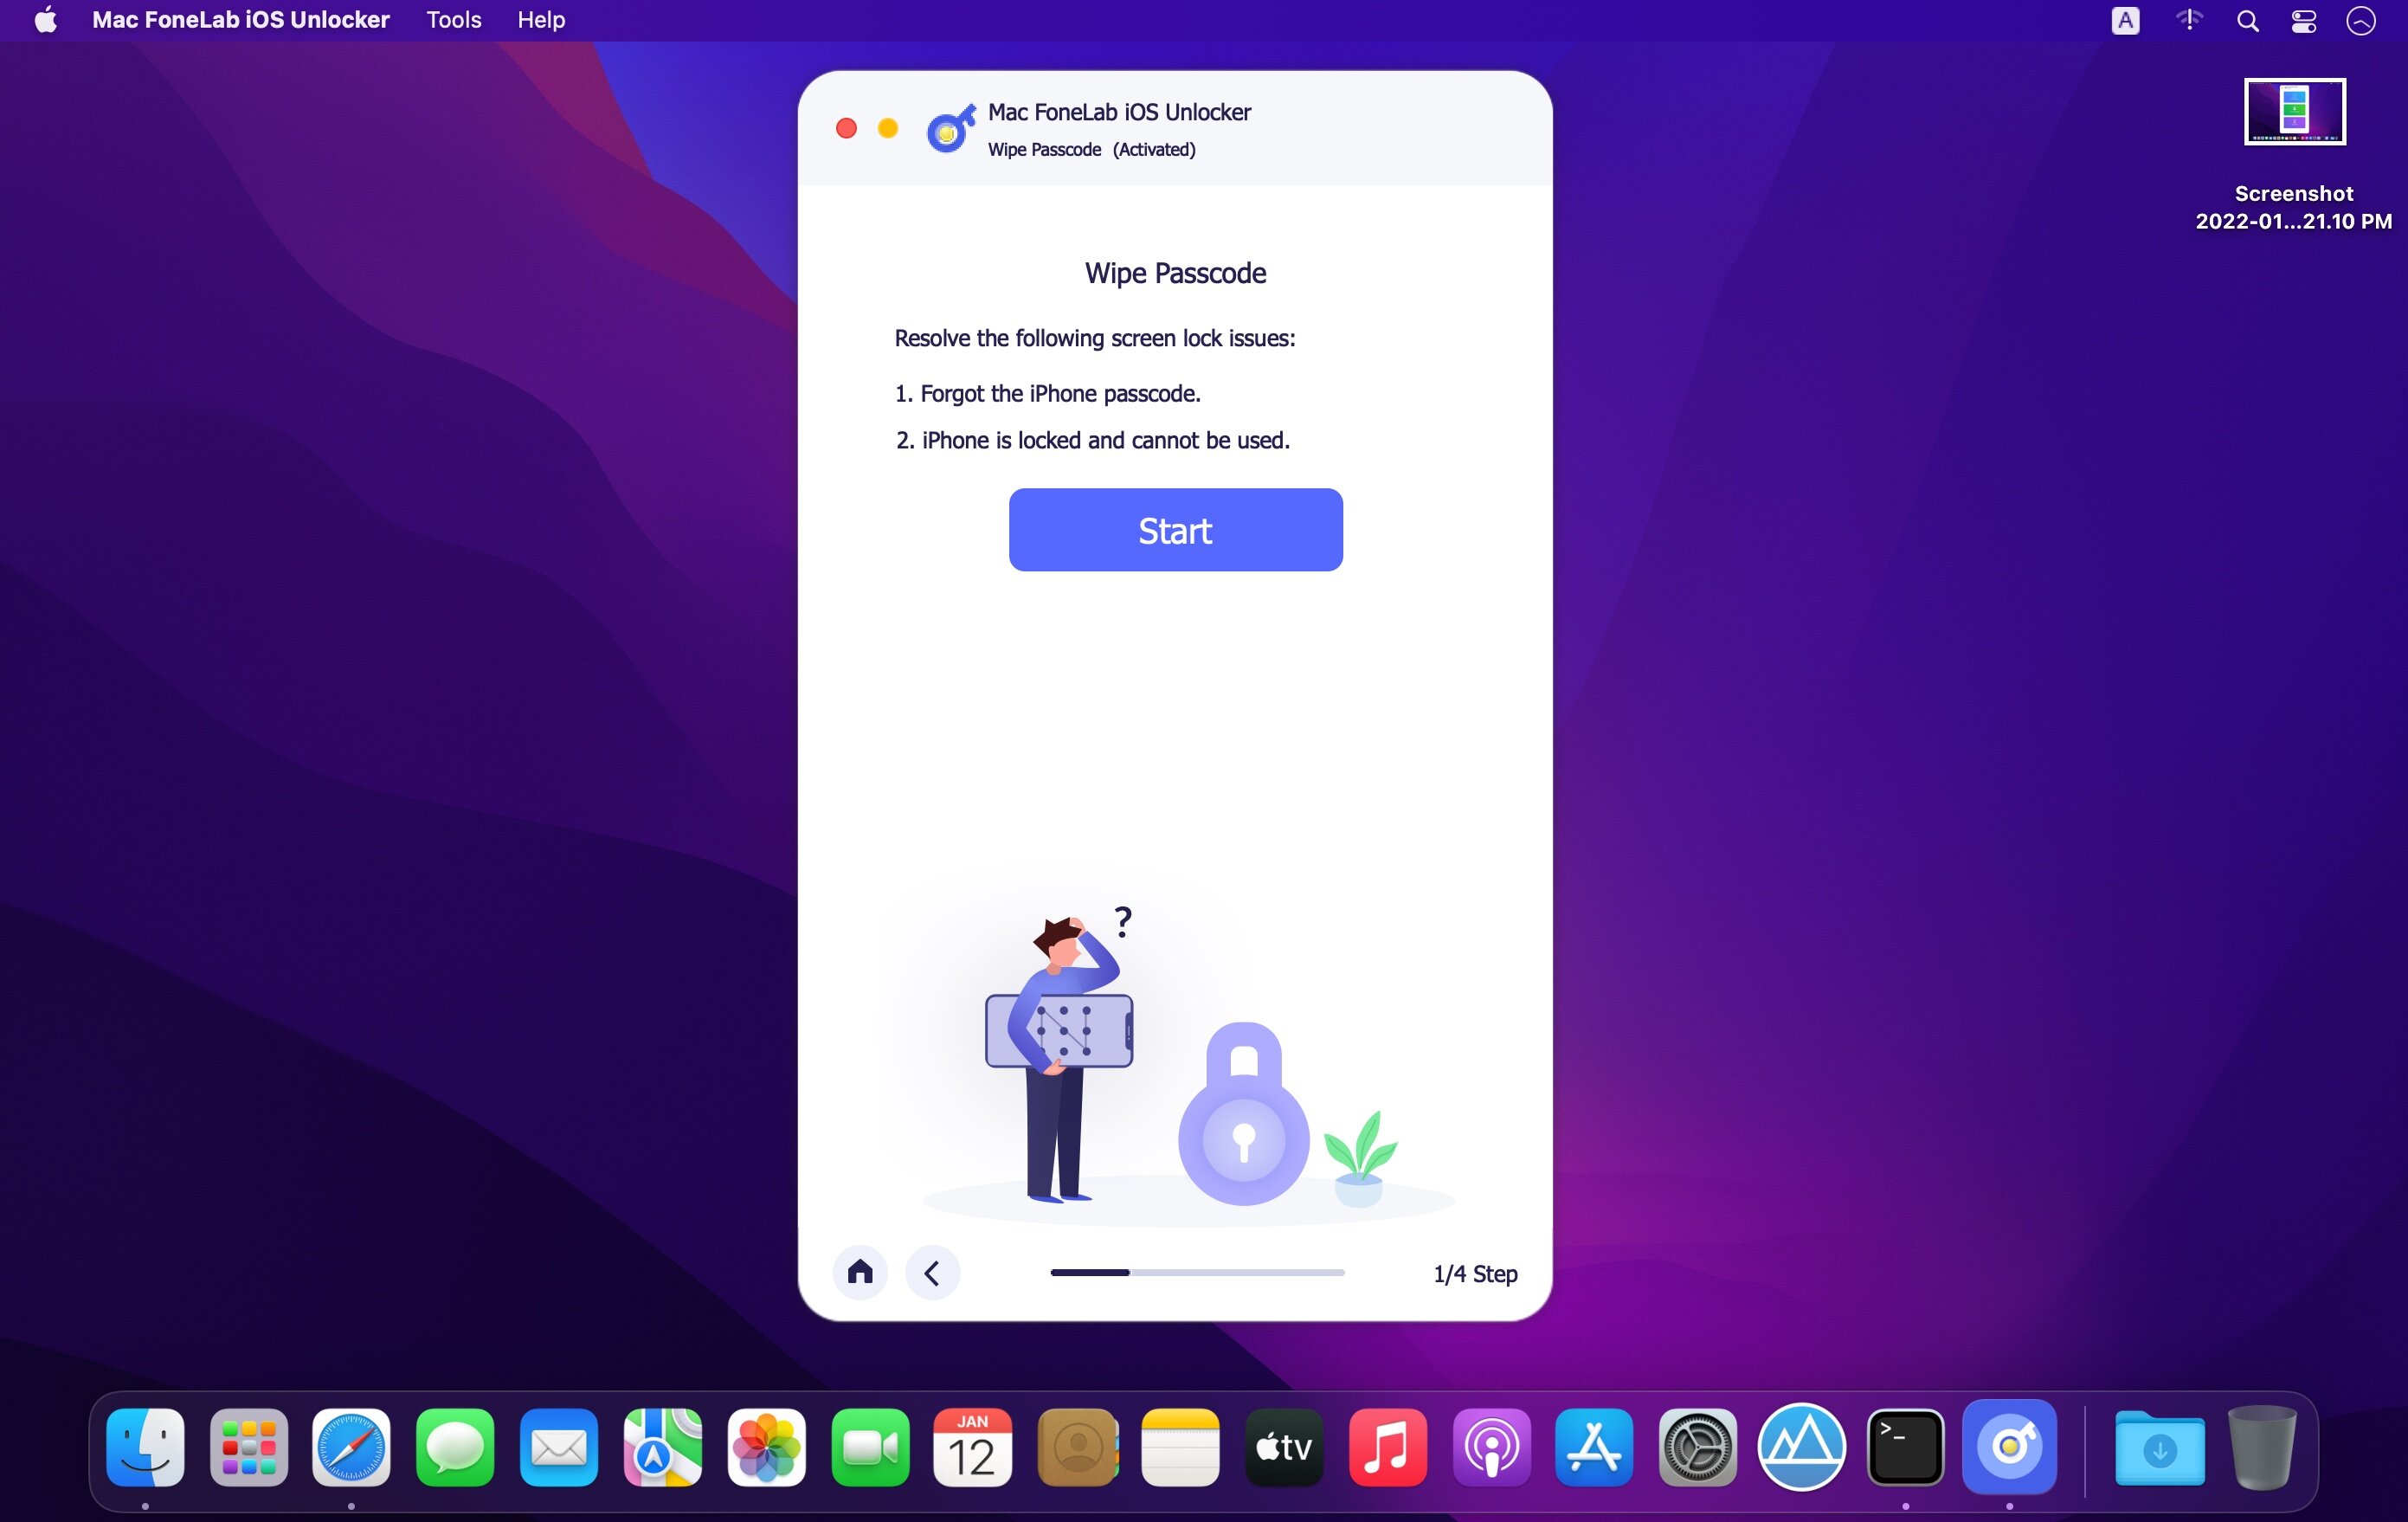 Mac FoneLab iOS Unlocker Tools Help
A
Screenshot
2022-01...21.10 PM
Mac FoneLab iOS Unlocker
Wipe Passcode (Activated)
Wipe Passcode
Resolve the following screen lock issues:
1. Forgot the iPhone passcode.
2. iPhone is locked and cannot be used.
Start
?
1/4 Step
JAN
12
tv
>_